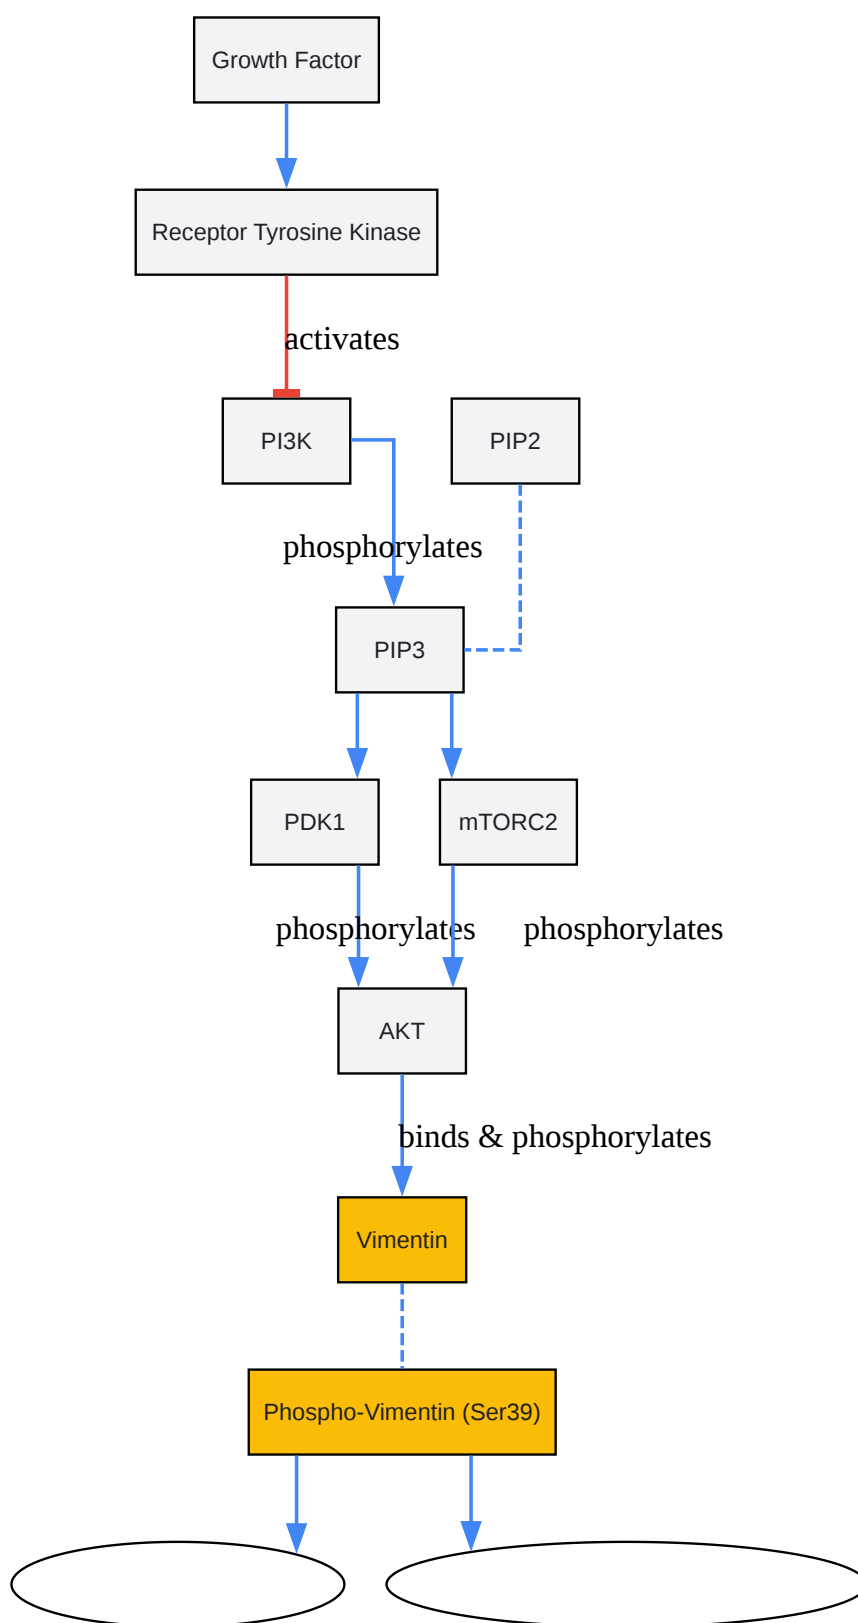 Growth Factor
Receptor Tyrosine Kinase
activates
PI3K
PIP2
phosphorylates
PIP3
PDK1
mTORC2
phosphorylates
phosphorylates
AKT
binds & phosphorylates
Vimentin
Phospho-Vimentin (Ser39)